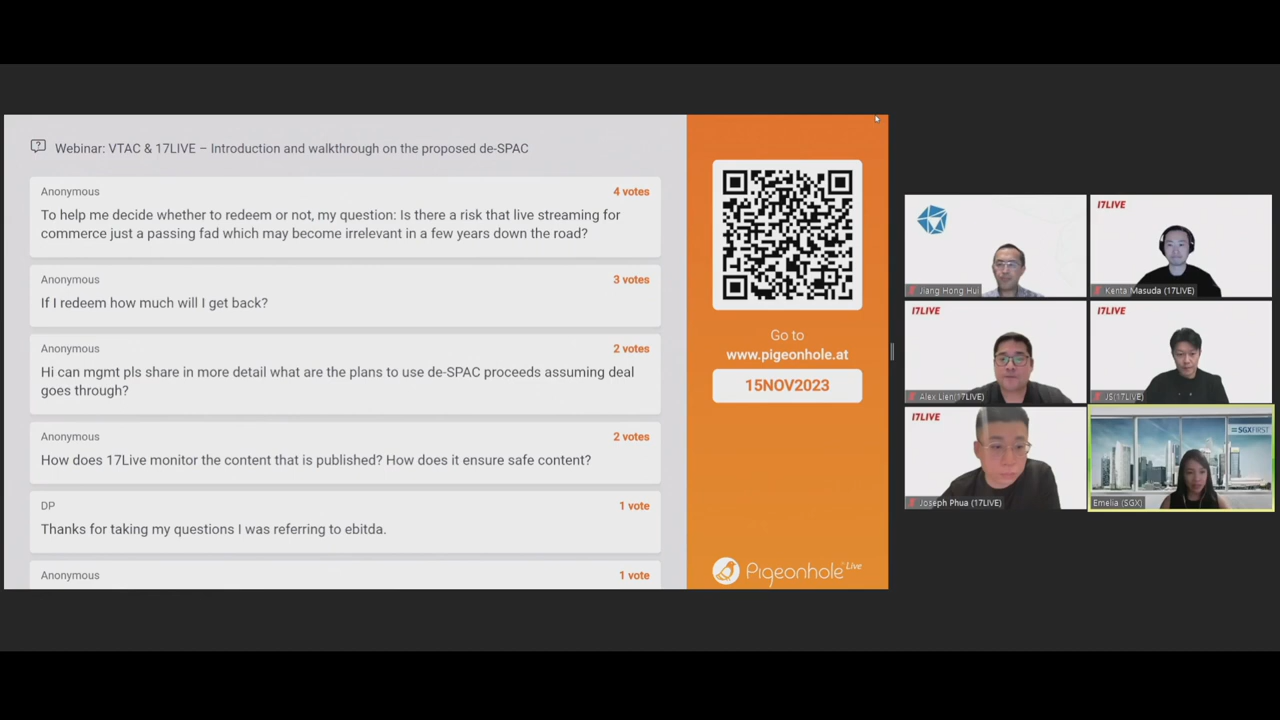 Webinar: VTAC & 17LIVE – Introduction and walkthrough on the proposed de-SPAC
Anonymous
4 votes
To help me decide whether to redeem or not, my question: Is there a risk that live streaming for
commerce just a passing fad which may become irrelevant in a few years down the road?
Anonymous
3 votes
If I redeem how much will I get back?
Anonymous
2 votes
Hi can mgmt pls share in more detail what are the plans to use de-SPAC proceeds assuming deal
goes through?
Anonymous
2 votes
How does 17Live monitor the content that is published? How does it ensure safe content?
DP
1 vote
Thanks for taking my questions I was referring to ebitda.
Anonymous
1 vote
Go to
www.pigeonhole.at
15NOV2023
Pigeonhole Live
Jiang Hong Hui
17LIVE
Kenta Masuda (17LIVE)
17LIVE
Alex Lien(17LIVE)
17LIVE
JS(17LIVE)
17LIVE
Joseph Phua (17LIVE)
SGXFIRST
Emelia (SGX)